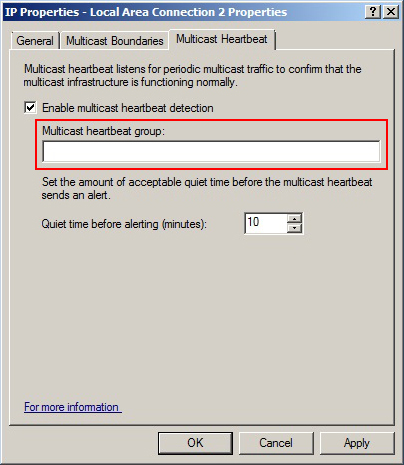 IP Properties - Local Area Connection 2 Properties
General
Multicast Boundaries
Multicast Heartbeat
Multicast heartbeat listens for periodic multicast traffic to confirm that the
multicast infrastructure is functioning normally.
Enable multicast heartbeat detection
Multicast heartbeat group:
Set the amount of acceptable quiet time before the multicast heartbeat
sends an alert.
Quiet time before alerting (minutes):
10
For more information
OK
Cancel
Apply